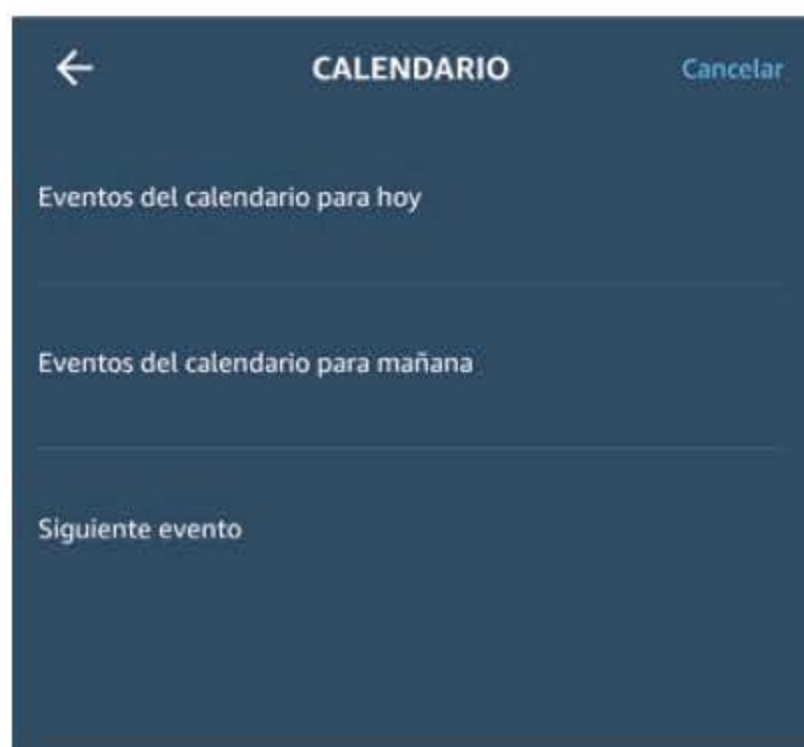 CALENDARIO
Cancelar
Eventos del calendario para hoy
Eventos del calendario para mañana
Siguiente evento